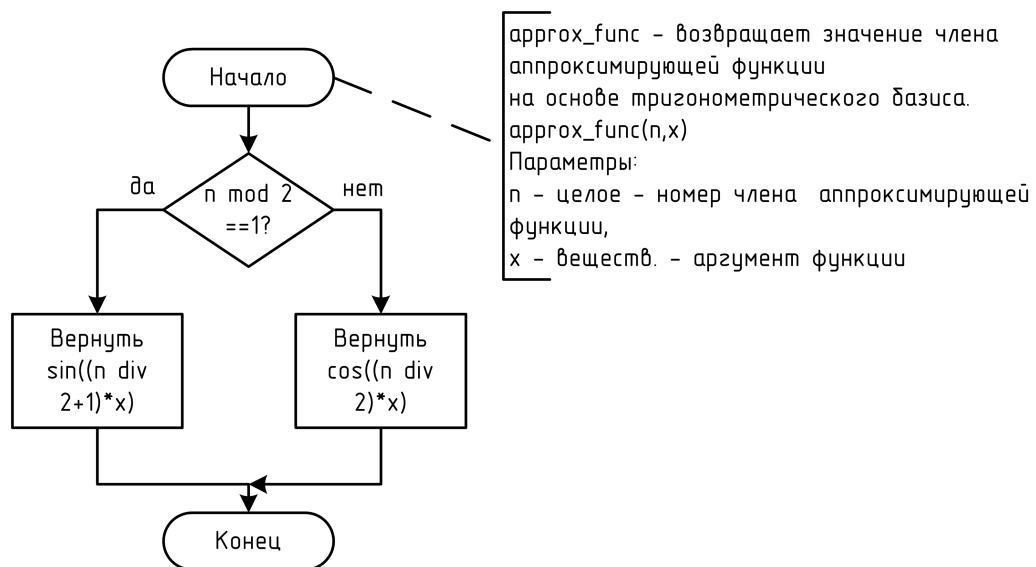 Начало
approx_func – возвращает значение члена
аппроксимирующей функции
на основе тригонометрического базиса.
approx_func(n,x)
Параметры:
n – целое – номер члена аппроксимирующей
функции,
x – веществ. – аргумент функции
да
n mod 2
==1?
нет
Вернуть
sin((n div
2+1)*x)
Вернуть
cos((n div
2)*x)
Конец